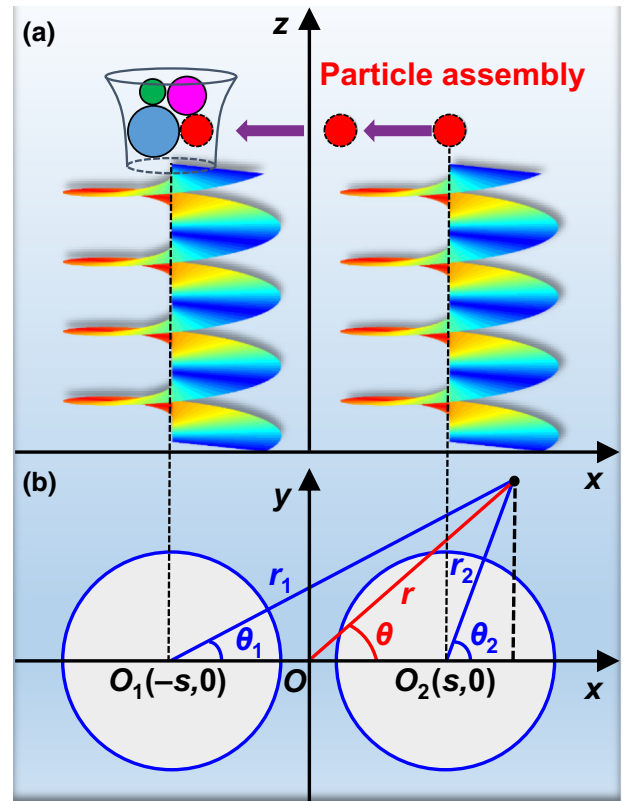 (a)
z
Particle assembly
x
(b)
y
r₁
r₂
r
θ₁
θ
θ₂
O₁(−s,0)
O
O₂(s,0)
x